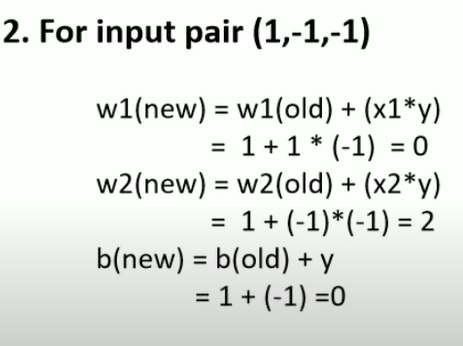 2. For input pair (1,-1,-1)
w1(new) = w1(old) + (x1*y)
= 1 + 1 * (-1) = 0
w2(new) = w2(old) + (x2*y)
= 1 + (-1)*(-1) = 2
b(new) = b(old) + y
= 1 + (-1) =0